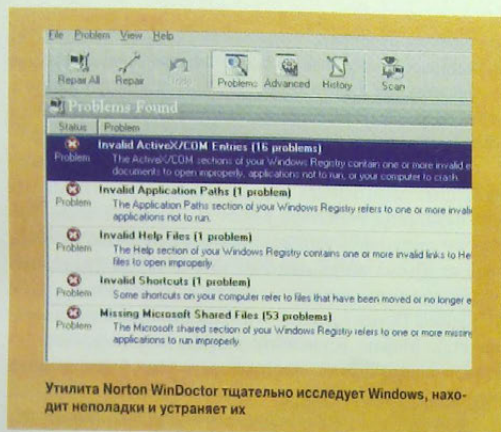 File Problem View Help
Repair All Repair Undo Problems Advanced History Scan
Problems Found
Status Problem
Invalid ActiveX/COM Entries (16 problems)
Problem The ActiveX/COM sections of your Windows Registry contain one or more invalid e
documents to open improperly, applications not to run, or your computer to crash.
Invalid Application Paths (1 problem)
Problem The Application Paths section of your Windows Registry refers to one or more invali
applications not to run.
Invalid Help Files (1 problem)
Problem The Help section of your Windows Registry contains one or more invalid links to He
files to open improperly.
Invalid Shortcuts (1 problem)
Problem Some shortcuts on your computer refer to files that have been moved or no longer e
Missing Microsoft Shared Files (53 problems)
Problem The Microsoft shared section of your Windows Registry refers to one or more missin
applications to run improperly.
Утилита Norton WinDoctor тщательно исследует Windows, нахо-
дит неполадки и устраняет их